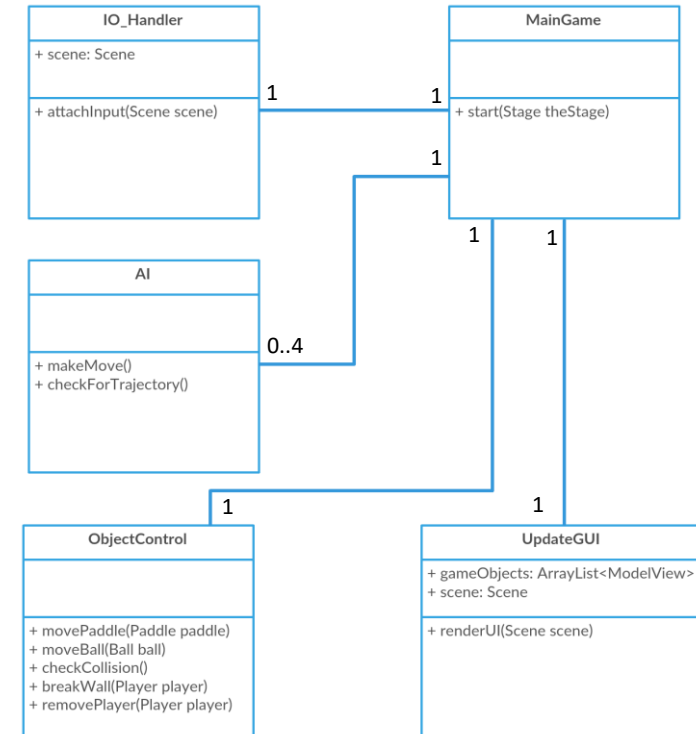 IO_Handler
+ scene: Scene
+ attachInput(Scene scene)
MainGame
+ start(Stage theStage)
1
1
1
1
1
AI
+ makeMove()
+ checkForTrajectory()
0..4
1
1
ObjectControl
+ movePaddle(Paddle paddle)
+ moveBall(Ball ball)
+ checkCollision()
+ breakWall(Player player)
+ removePlayer(Player player)
UpdateGUI
+ gameObjects: ArrayList<ModelView>
+ scene: Scene
+ renderUI(Scene scene)